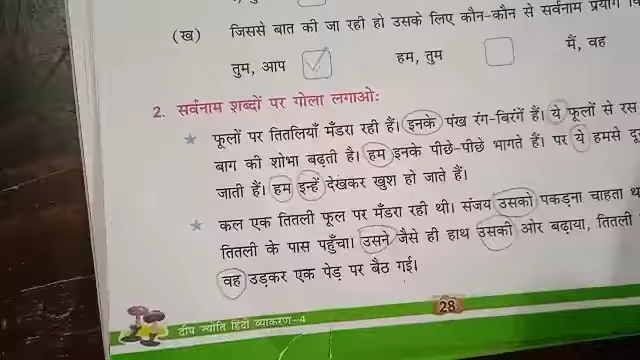 (ख) जिससे बात की जा रही हो उसके लिए कौन-कौन से सर्वनाम प्रयोग
तुम, आप हम, तुम मैं, वह
2. सर्वनाम शब्दों पर गोला लगाओ:
फूलों पर तितलियाँ मँडरा रही हैं। इनके पंख रंग-बिरंगें हैं। ये फूलों से रस
बाग की शोभा बढ़ती है। हम इनके पीछे-पीछे भागते हैं। पर ये हमसे दू
जाती हैं। हम इन्हें देखकर खुश हो जाते हैं।
कल एक तितली फूल पर मँडरा रही थी। संजय उसको पकड़ना चाहता थ
तितली के पास पहुँचा। उसने जैसे ही हाथ उसकी ओर बढ़ाया, तितली
वह उड़कर एक पेड़ पर बैठ गई।
दीप ज्योति हिंदी व्याकरण-4 28